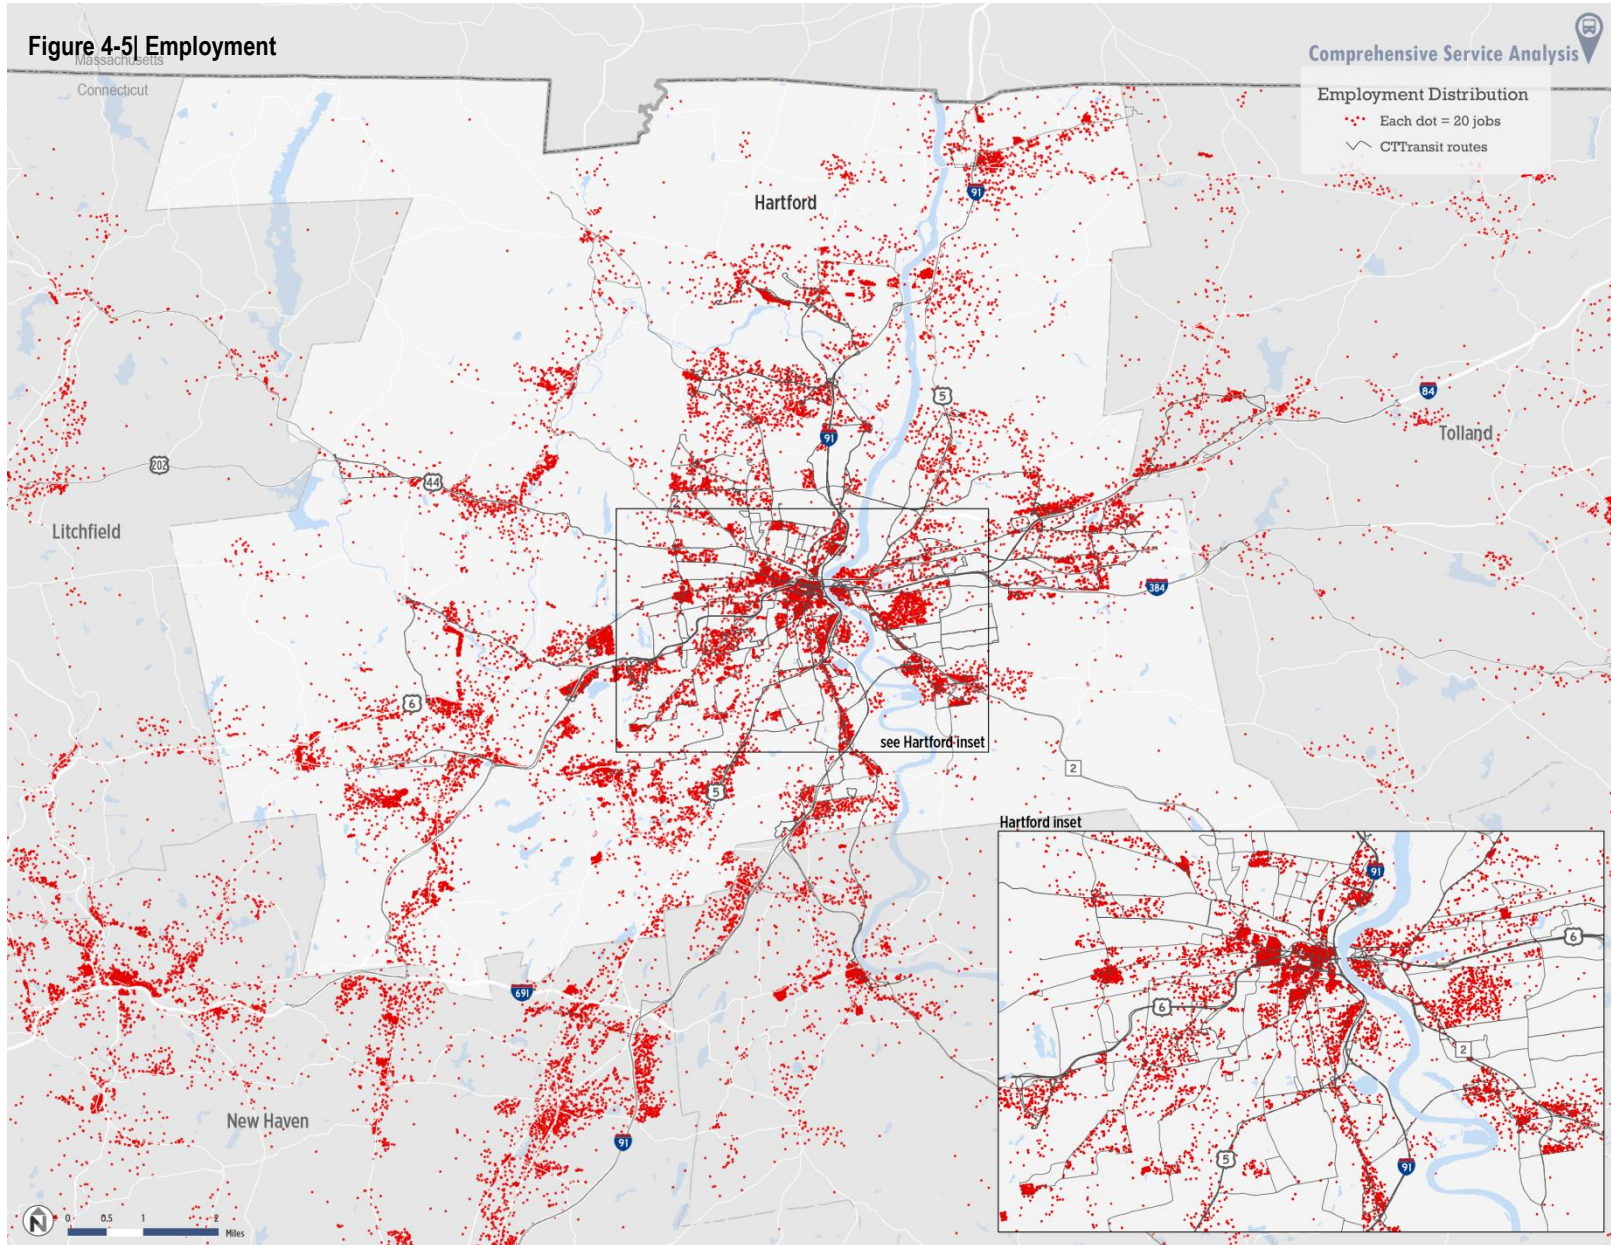 Figure 4-5| Employment
Massachusetts
Connecticut
Comprehensive Service Analysis
Employment Distribution
Each dot = 20 jobs
CTTransit routes
91
Hartford
84
5
Tolland
91
202
44
Litchfield
384
6
see Hartford inset
2
5
Hartford inset
91
6
6
2
691
5
91
New Haven
91
N
0 0.5 1 2
Miles